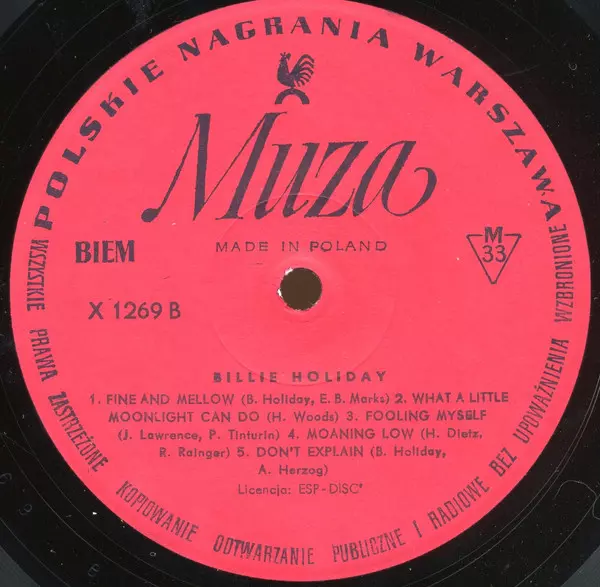 POLSKIE NAGRANIA WARSZAWA
Muza
MADE IN POLAND
BIEM
M
33
X 1269 B
BILLIE HOLIDAY
1. FINE AND MELLOW (B. Holiday, E. B. Marks) 2. WHAT A LITTLE
MOONLIGHT CAN DO (H. Woods) 3. FOOLING MYSELF
(J. Lawrence, P. Tinturin) 4. MOANING LOW (H. Dietz,
R. Rainger) 5. DON'T EXPLAIN (B. Holiday,
A. Herzog)
Licencja: ESP-DISC'
WSZYSTKIE PRAWA ZASTRZEŻONE KOPIOWANIE ODTWARZANIE PUBLICZNE I RADIOWE BEZ UPOWAŻNIENIA WZBRONIONE